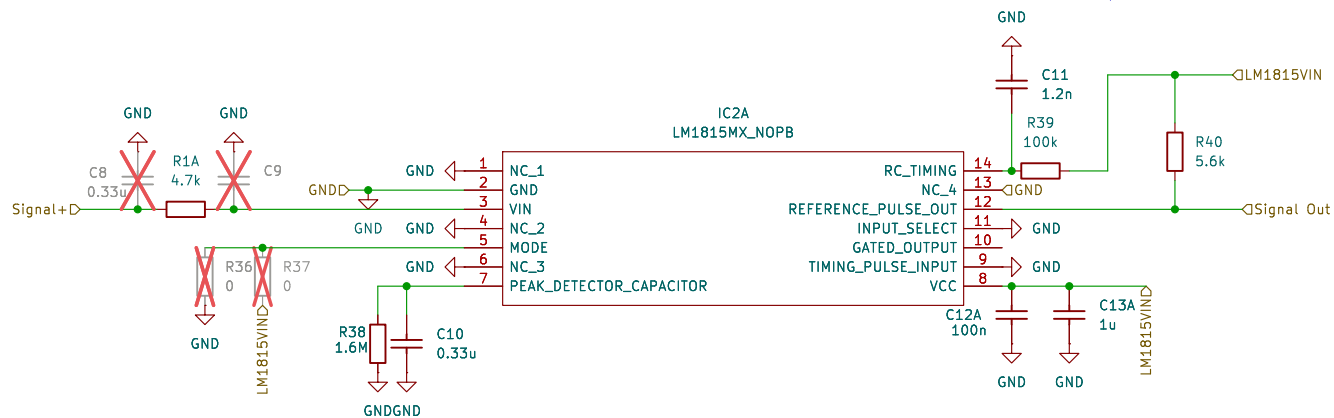 GND
C11
1.2n
LM1815VIN
IC2A
LM1815MX_NOPB
R39
100k
R40
5.6k
GND
GND
C8
0.33u
R1A
4.7k
C9
Signal+
GND
1
NC_1
RC_TIMING
14
GND
2
GND
NC_4
13
GND
3
VIN
REFERENCE_PULSE_OUT
12
Signal Out
GND
GND
4
NC_2
INPUT_SELECT
11
GND
5
MODE
GATED_OUTPUT
10
R36
0
R37
0
GND
6
NC_3
TIMING_PULSE_INPUT
9
GND
7
PEAK_DETECTOR_CAPACITOR
VCC
8
GND
LM1815VIN
R38
1.6M
C10
0.33u
GND
GND
C12A
100n
C13A
1u
GND
GND
LM1815VIN